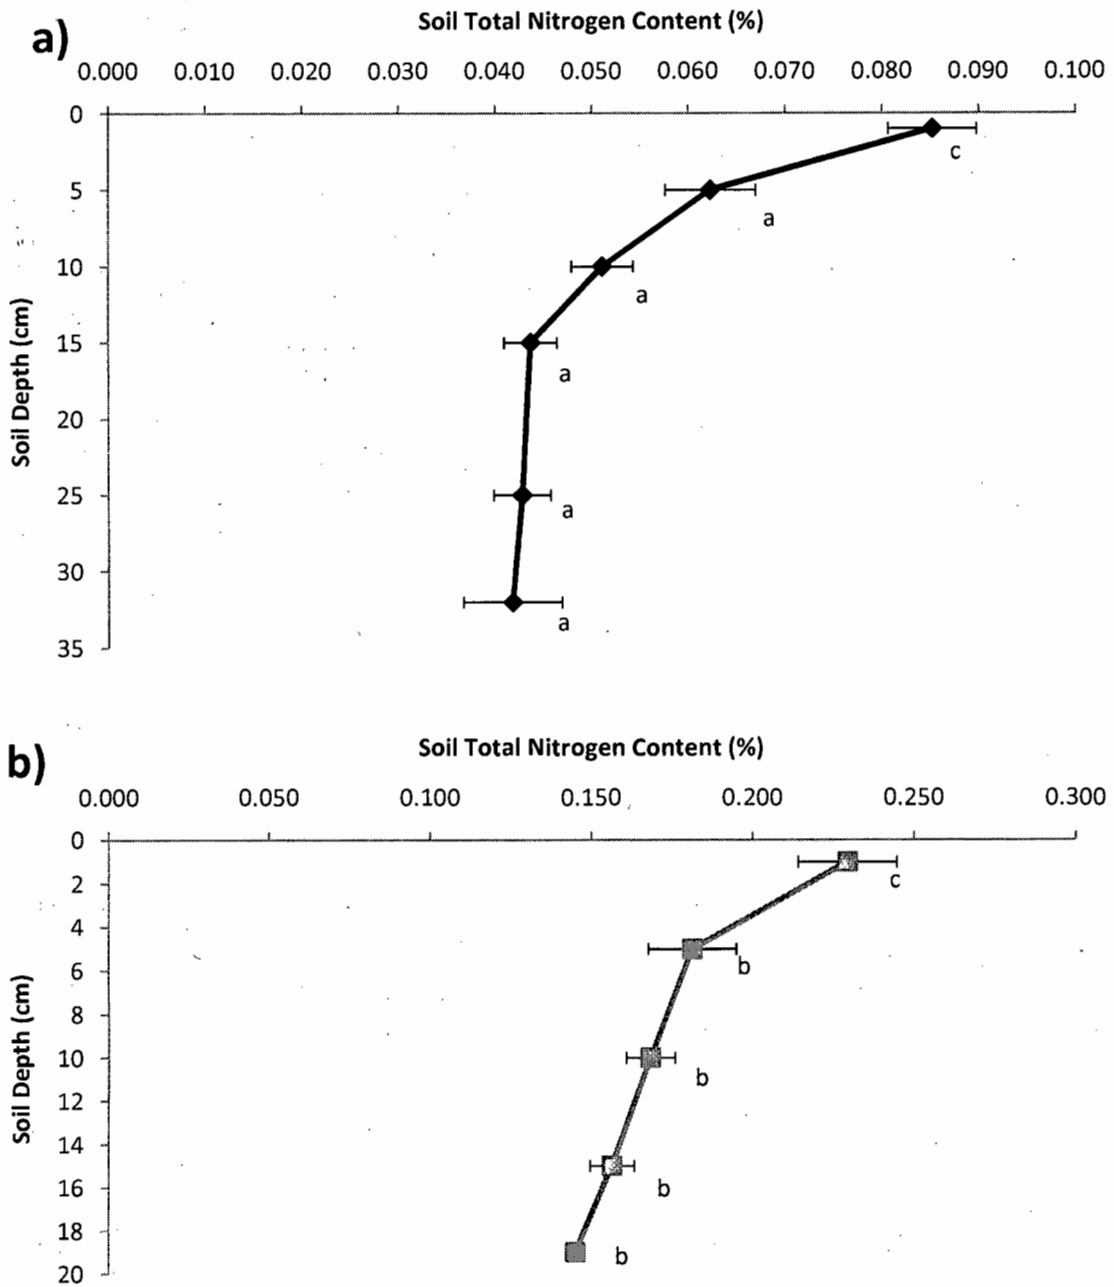 a)
Soil Total Nitrogen Content (%)
0.000 0.010 0.020 0.030 0.040 0.050 0.060 0.070 0.080 0.090 0.100
0
5
10
15
20
25
30
35
Soil Depth (cm)
c
a
a
a
a
a
b)
Soil Total Nitrogen Content (%)
0.000 0.050 0.100 0.150 0.200 0.250 0.300
0
2
4
6
8
10
12
14
16
18
20
Soil Depth (cm)
c
b
b
b
b